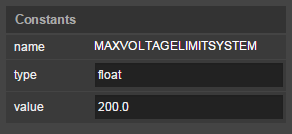 Constants
name MAXVOLTAGELIMITSYSTEM
type float
value 200.0